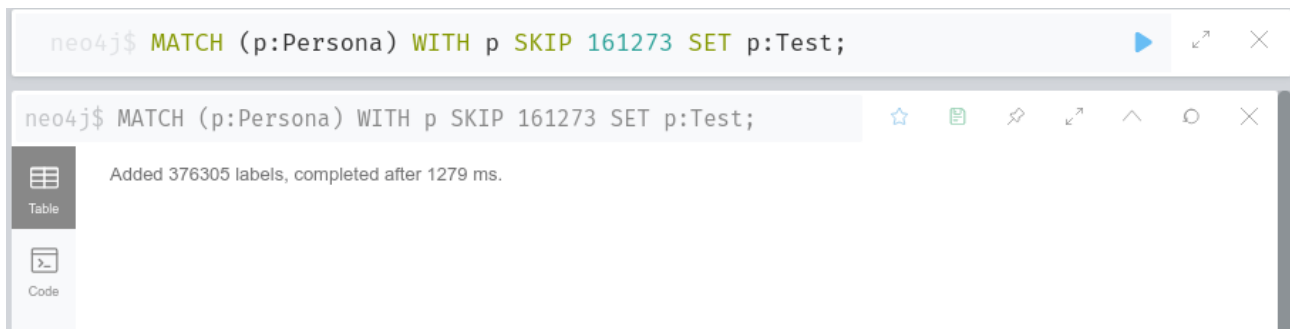 neo4j$ MATCH (p:Persona) WITH p SKIP 161273 SET p:Test;
neo4j$ MATCH (p:Persona) WITH p SKIP 161273 SET p:Test;
Added 376305 labels, completed after 1279 ms.
Table
Code